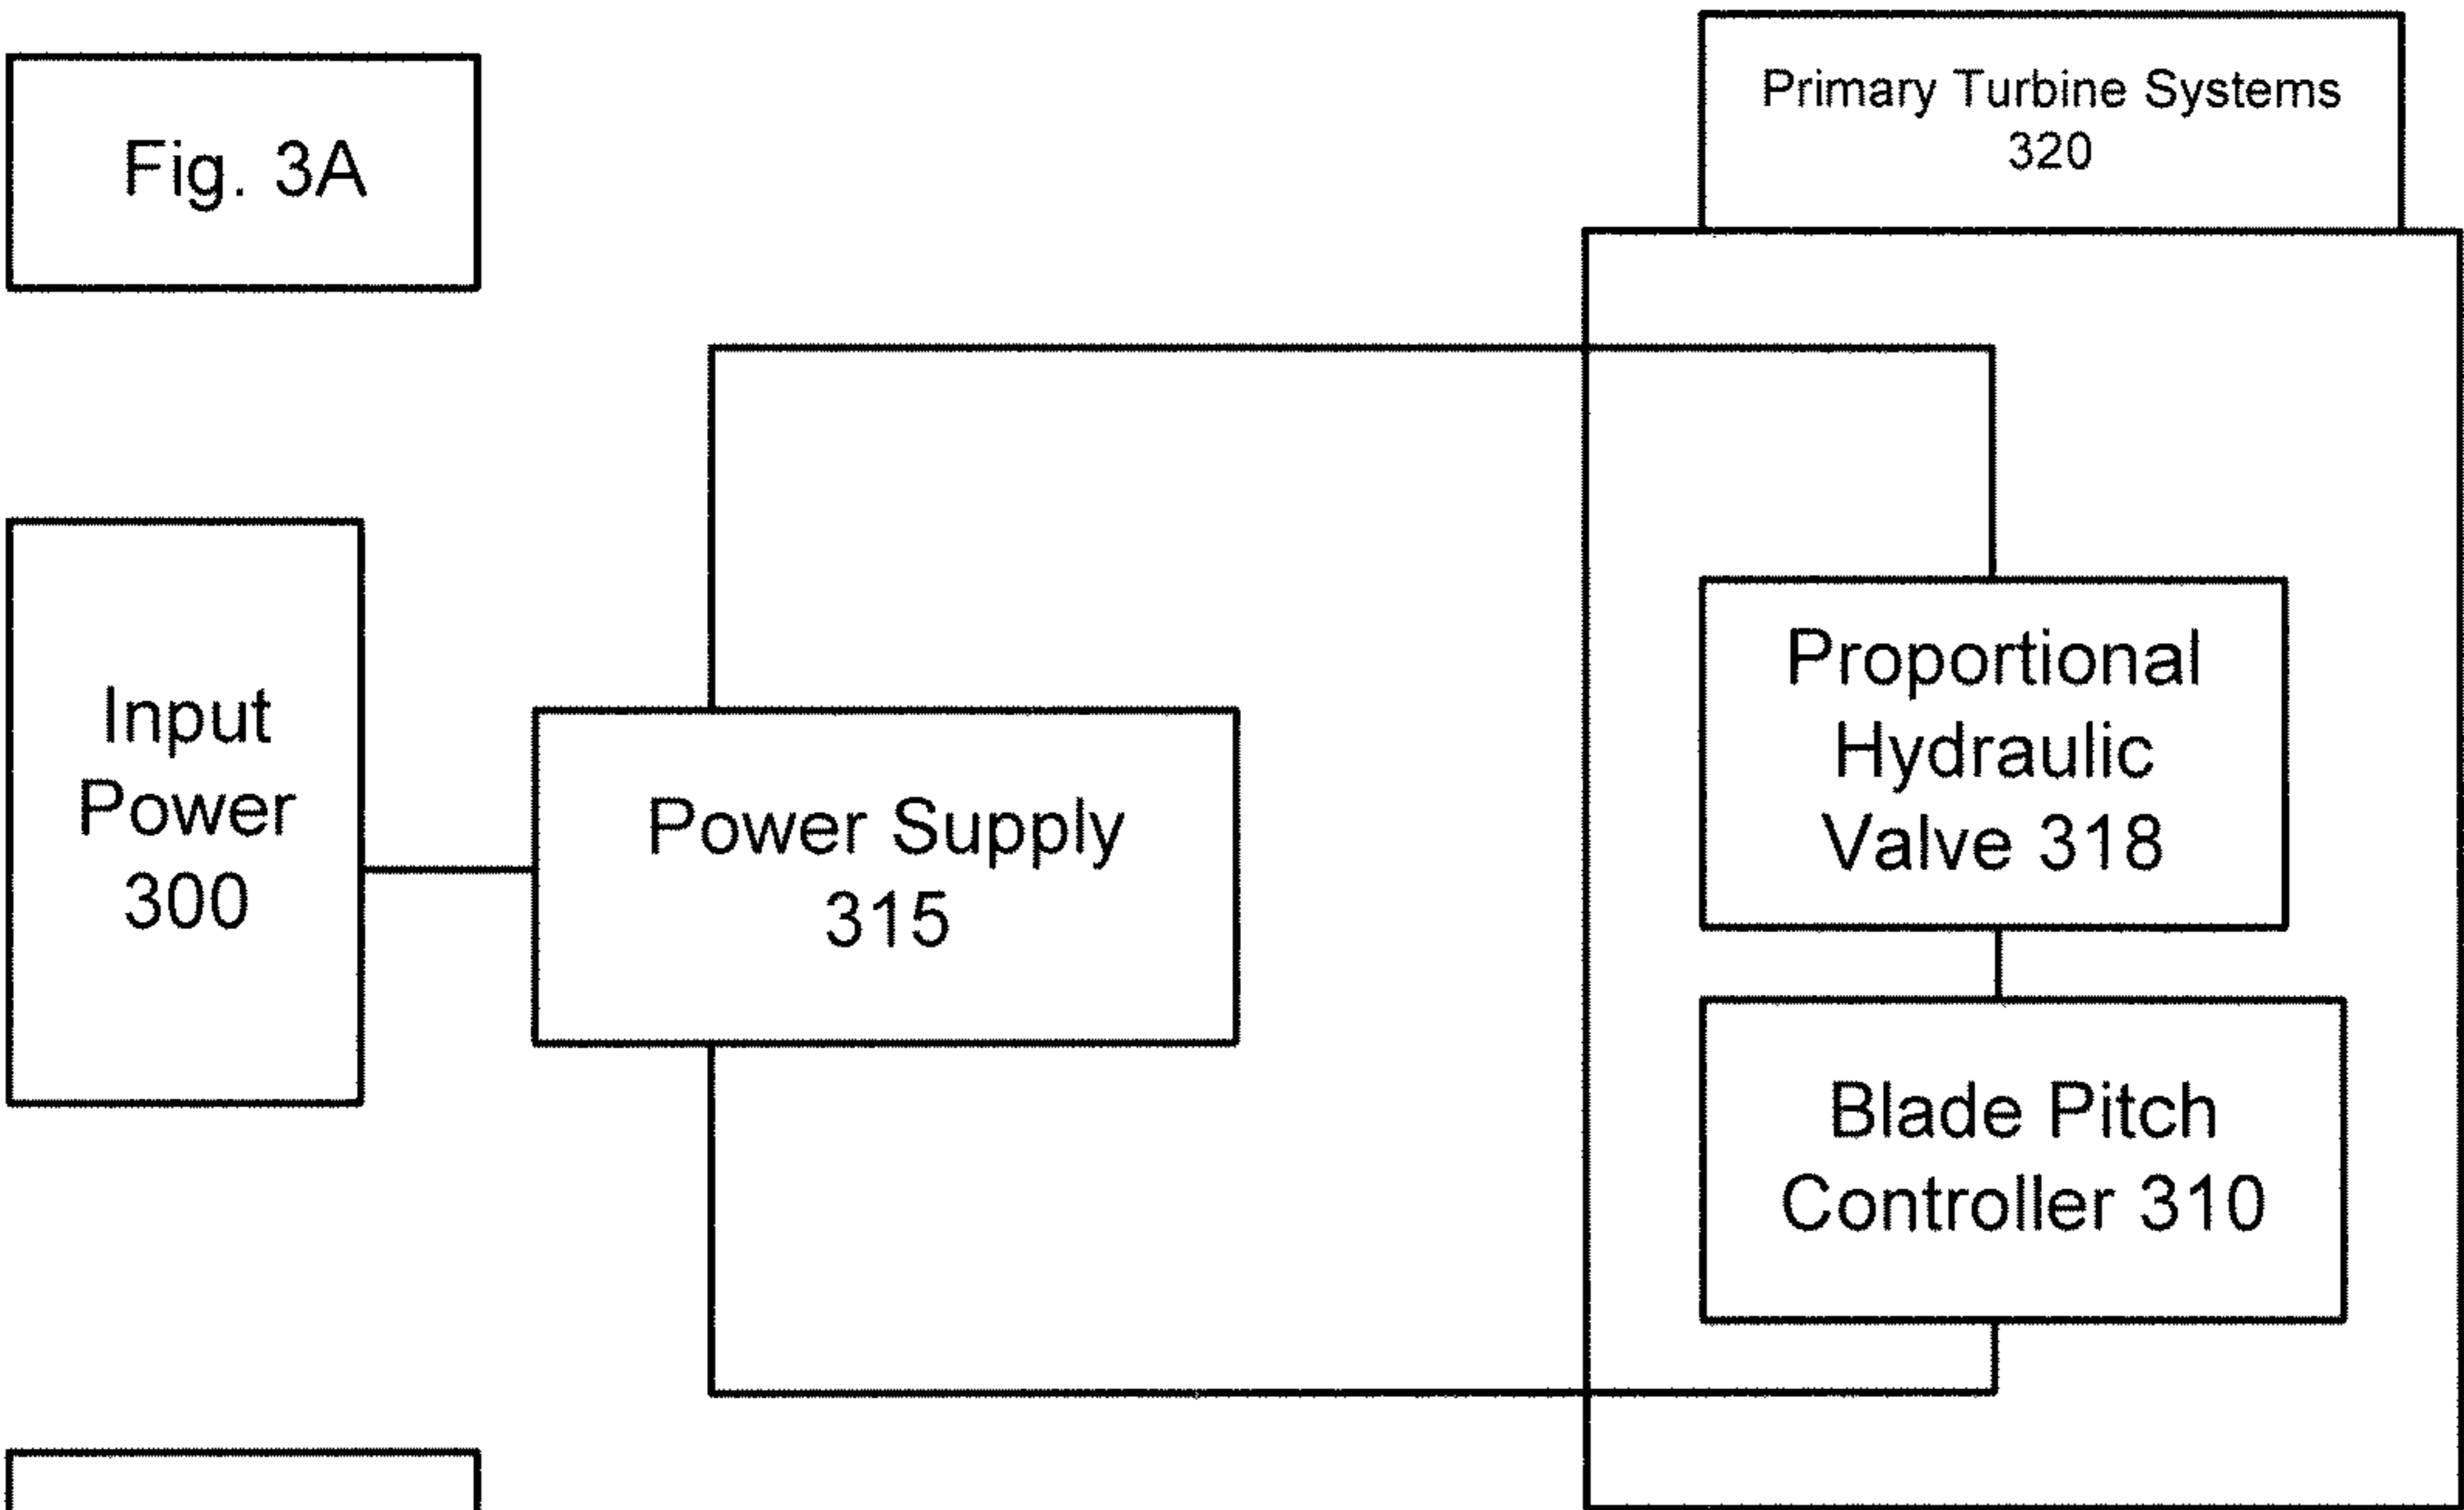 Fig. 3A
Primary Turbine Systems
320
Input
Power
300
Power Supply
315
Proportional
Hydraulic
Valve 318
Blade Pitch
Controller 310